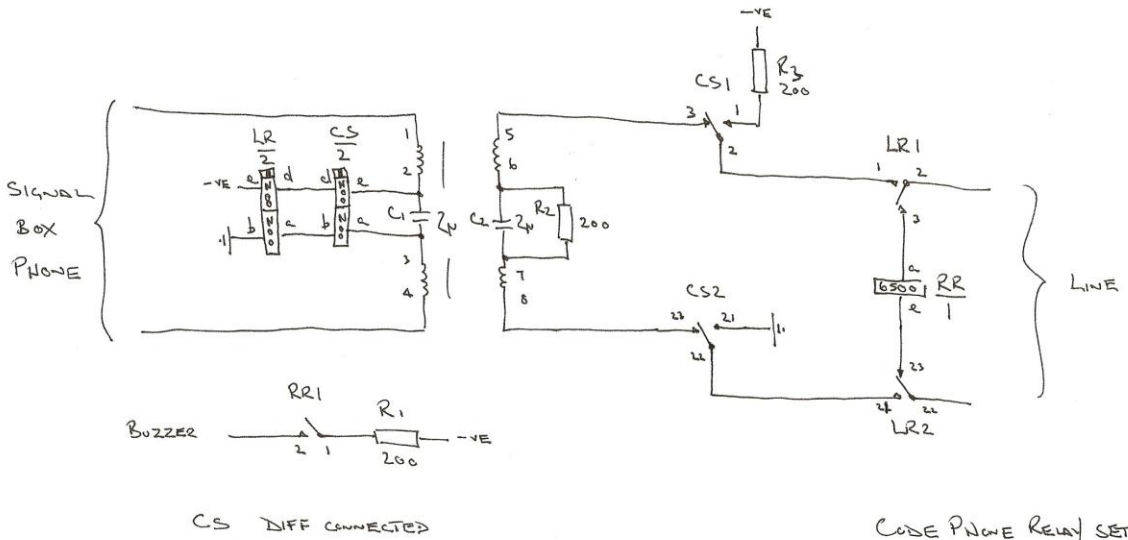 -VE
R3
200
CS1
3
1
2
LR
2
CS
2
1
2
5
6
LR1
1
2
3
-VE
e
d
d
e
200
200
b
a
b
a
C1
2µ
C2
2µ
R2
200
SIGNAL
BOX
PHONE
3
4
7
8
CS2
23
21
22
a
6500
RR
1
e
LINE
23
21
22
LR2
RR1
R1
BUZZER
2
1
200
-VE
CS DIFF CONNECTED
CODE PHONE RELAY SET